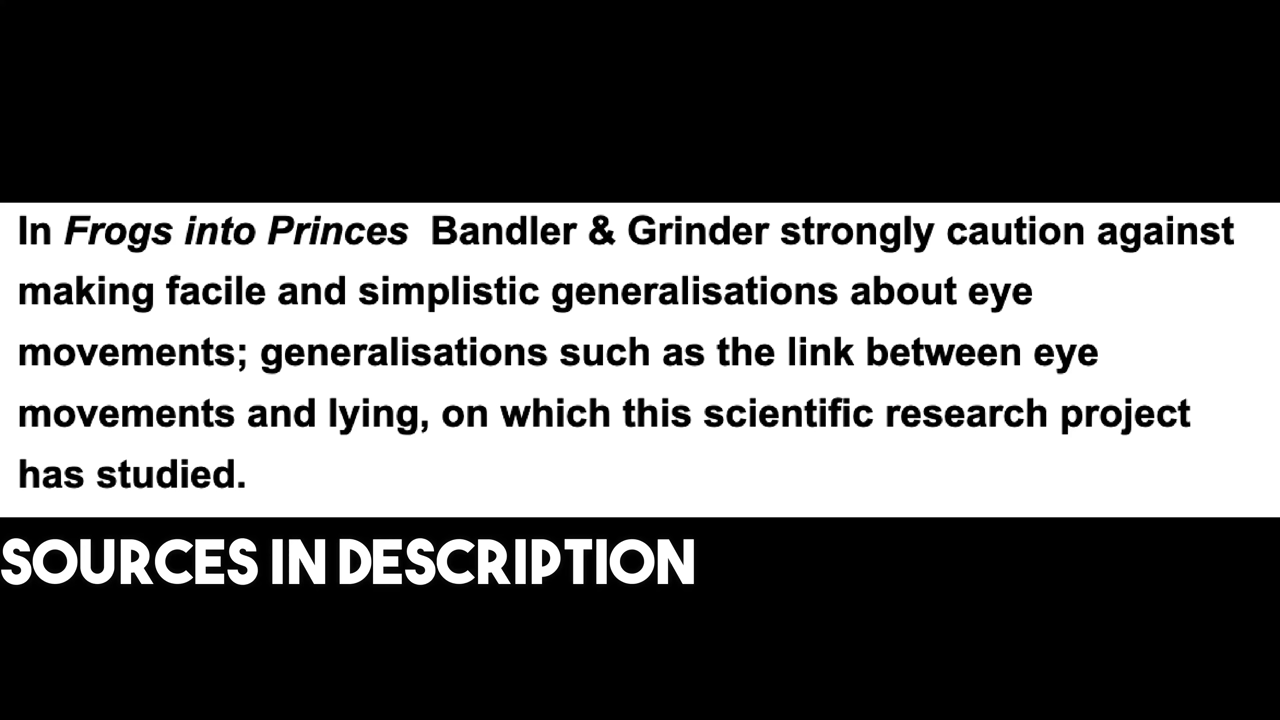 In Frogs into Princes Bandler & Grinder strongly caution against
making facile and simplistic generalisations about eye
movements; generalisations such as the link between eye
movements and lying, on which this scientific research project
has studied.
SOURCES IN DESCRIPTION